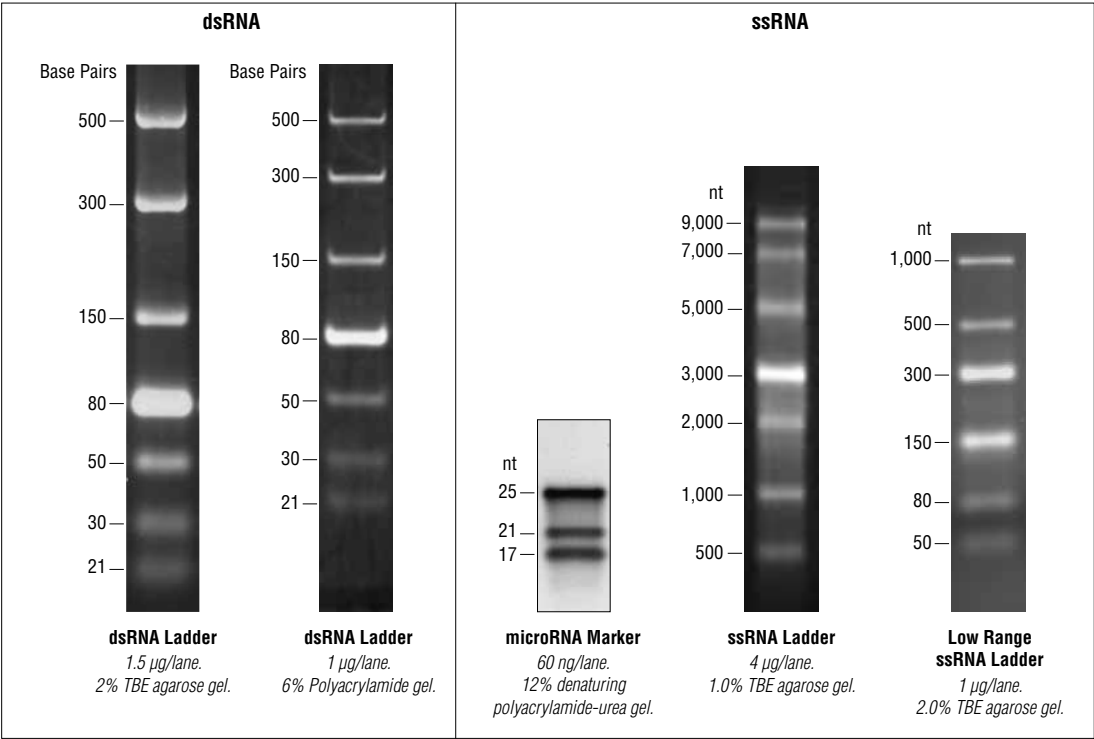 dsRNA
Base Pairs
500
300
150
80
50
30
21
dsRNA Ladder
1.5 µg/lane.
2% TBE agarose gel.
Base Pairs
500
300
150
80
50
30
21
dsRNA Ladder
1 µg/lane.
6% Polyacrylamide gel.
ssRNA
nt
25
21
17
microRNA Marker
60 ng/lane.
12% denaturing
polyacrylamide-urea gel.
nt
9,000
7,000
5,000
3,000
2,000
1,000
500
ssRNA Ladder
4 µg/lane.
1.0% TBE agarose gel.
nt
1,000
500
300
150
80
50
Low Range
ssRNA Ladder
1 µg/lane.
2.0% TBE agarose gel.